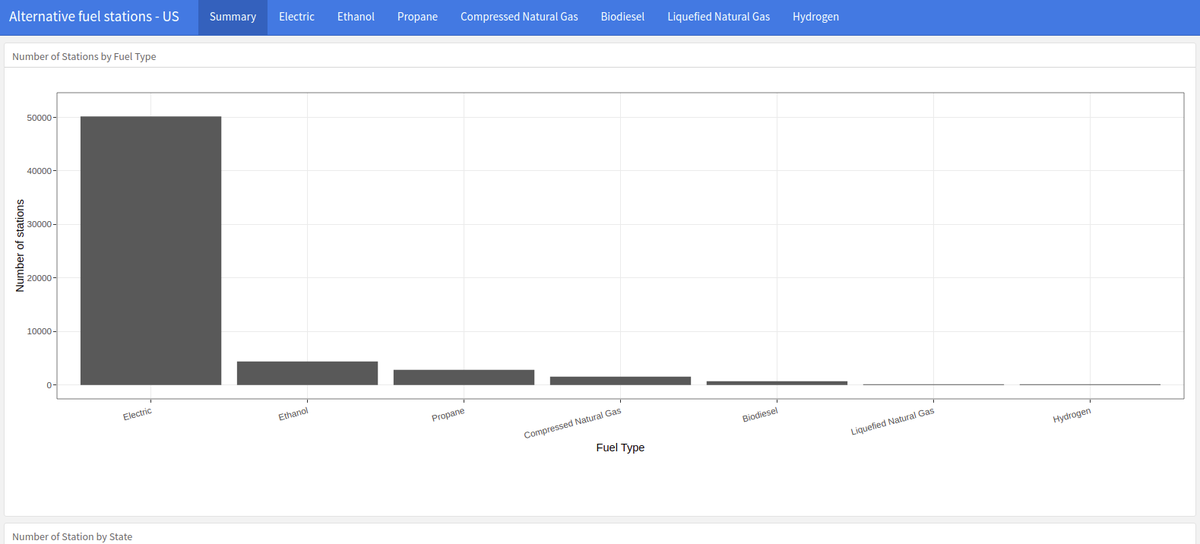 Alternative fuel stations - US Summary Electric Ethanol Propane Compressed Natural Gas Biodiesel Liquefied Natural Gas Hydrogen
Number of Stations by Fuel Type
Number of stations
50000
40000
30000
20000
10000
0
Electric Ethanol Propane Compressed Natural Gas Biodiesel Liquefied Natural Gas Hydrogen
Fuel Type
Number of Station by State